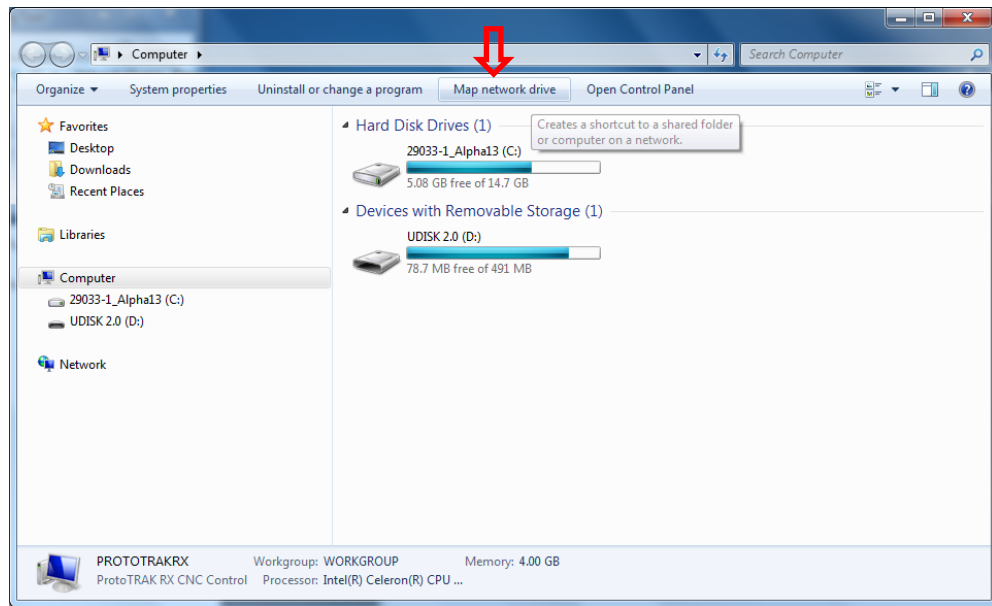 Computer
Search Computer
Organize System properties Uninstall or change a program Map network drive Open Control Panel
Creates a shortcut to a shared folder
or computer on a network.
Favorites
Desktop
Downloads
Recent Places
Libraries
Computer
29033-1_Alpha13 (C:)
UDISK 2.0 (D:)
Network
Hard Disk Drives (1)
29033-1_Alpha13 (C:)
5.08 GB free of 14.7 GB
Devices with Removable Storage (1)
UDISK 2.0 (D:)
78.7 MB free of 491 MB
PROTOTRAKRX Workgroup: WORKGROUP Memory: 4.00 GB
ProtoTRAK RX CNC Control Processor: Intel(R) Celeron(R) CPU ...